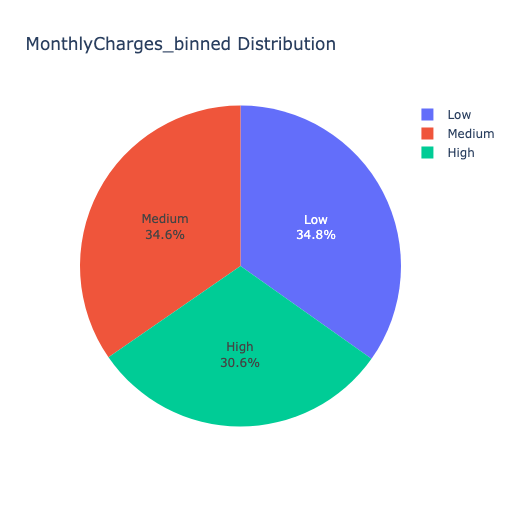 MonthlyCharges_binned Distribution
Low
Medium
High
Medium
34.6%
Low
34.8%
High
30.6%